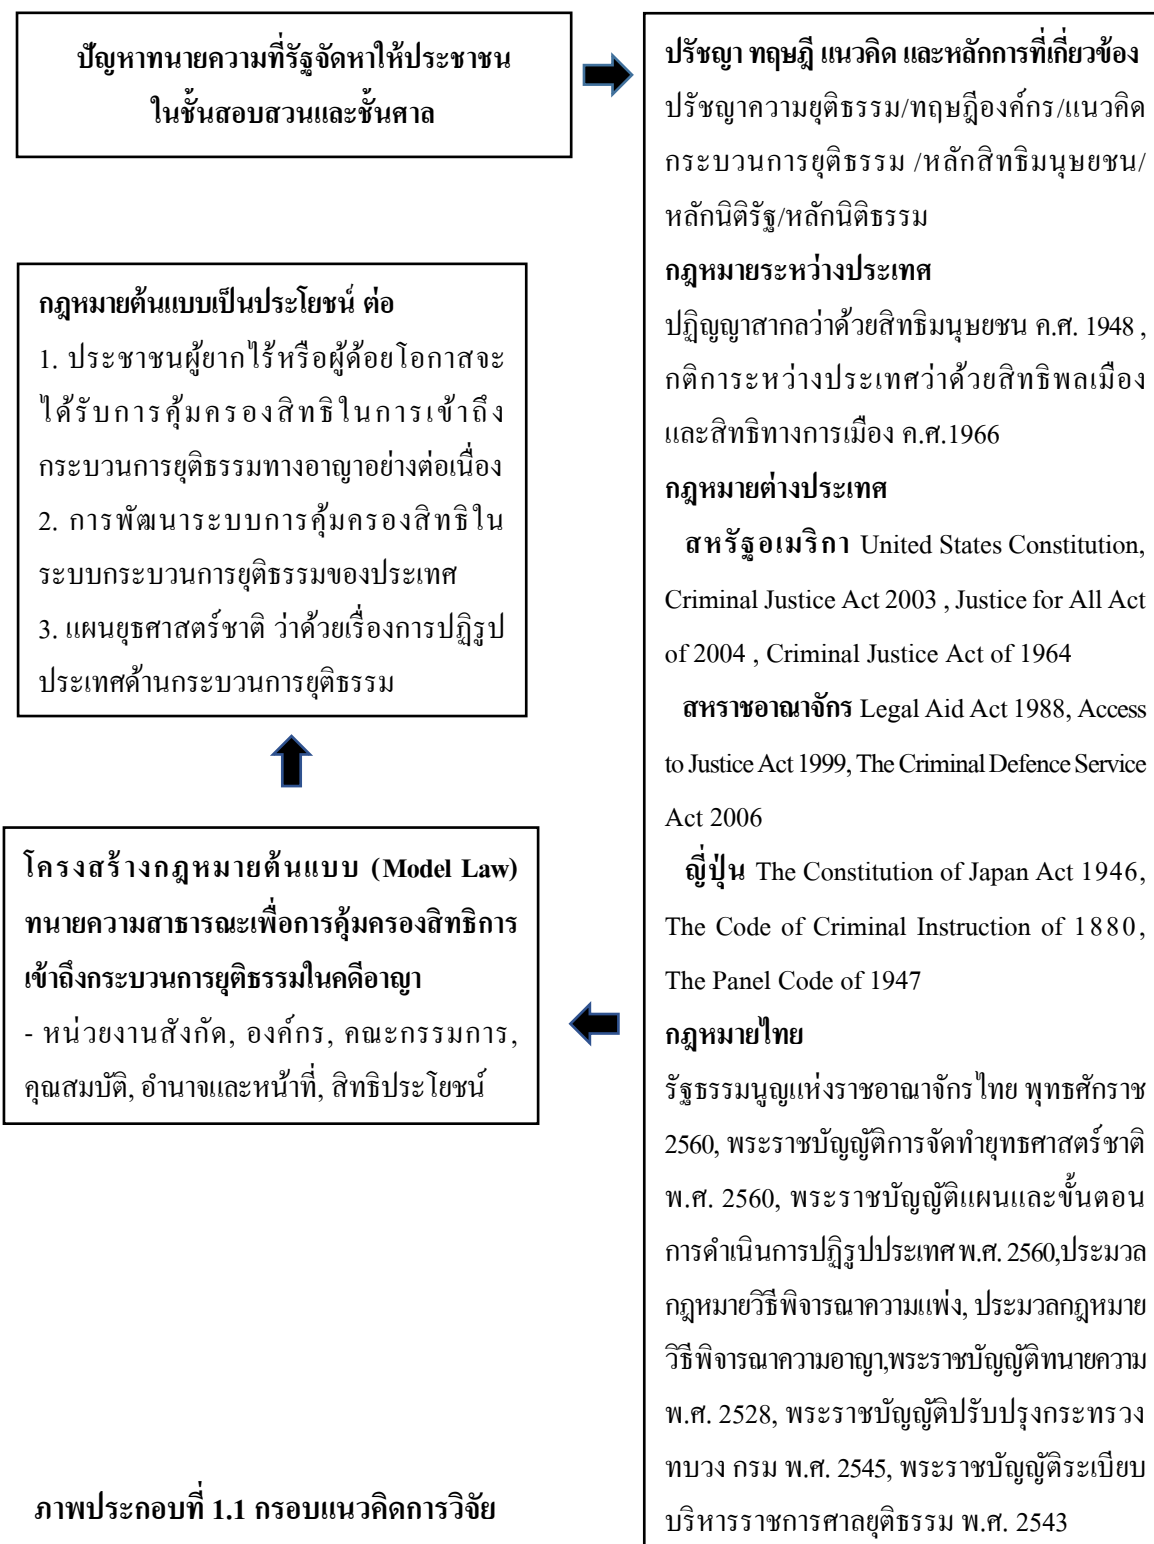 ปัญหาทนายความที่รัฐจัดหาให้ประชาชน
ในชั้นสอบสวนและชั้นศาล
ปรัชญา ทฤษฎี แนวคิด และหลักการที่เกี่ยวข้อง
ปรัชญาความยุติธรรม/ทฤษฎีองค์กร/แนวคิด
กระบวนการยุติธรรม /หลักสิทธิมนุษยชน/
หลักนิติรัฐ/หลักนิติธรรม
กฎหมายระหว่างประเทศ
ปฏิญญาสากลว่าด้วยสิทธิมนุษยชน ค.ศ. 1948 ,
กติการะหว่างประเทศว่าด้วยสิทธิพลเมือง
และสิทธิทางการเมือง ค.ศ.1966
กฎหมายต่างประเทศ
สหรัฐอเมริกา United States Constitution,
Criminal Justice Act 2003 , Justice for All Act
of 2004 , Criminal Justice Act of 1964
สหราชอาณาจักร Legal Aid Act 1988, Access
to Justice Act 1999, The Criminal Defence Service
Act 2006
ญี่ปุ่น The Constitution of Japan Act 1946,
The Code of Criminal Instruction of 1880,
The Panel Code of 1947
กฎหมายไทย
รัฐธรรมนูญแห่งราชอาณาจักรไทย พุทธศักราช
2560, พระราชบัญญัติการจัดทำยุทธศาสตร์ชาติ
พ.ศ. 2560, พระราชบัญญัติแผนและขั้นตอน
การดำเนินการปฏิรูปประเทศ พ.ศ. 2560,ประมวล
กฎหมายวิธีพิจารณาความแพ่ง, ประมวลกฎหมาย
วิธีพิจารณาความอาญา,พระราชบัญญัติทนายความ
พ.ศ. 2528, พระราชบัญญัติปรับปรุงกระทรวง
ทบวง กรม พ.ศ. 2545, พระราชบัญญัติระเบียบ
บริหารราชการศาลยุติธรรม พ.ศ. 2543
โครงสร้างกฎหมายต้นแบบ (Model Law)
ทนายความสาธารณะเพื่อการคุ้มครองสิทธิการ
เข้าถึงกระบวนการยุติธรรมในคดีอาญา
- หน่วยงานสังกัด, องค์กร, คณะกรรมการ,
คุณสมบัติ, อำนาจและหน้าที่, สิทธิประโยชน์
กฎหมายต้นแบบเป็นประโยชน์ ต่อ
1. ประชาชนผู้ยากไร้หรือผู้ด้อยโอกาสจะ
ได้รับการคุ้มครองสิทธิในการเข้าถึง
กระบวนการยุติธรรมทางอาญาอย่างต่อเนื่อง
2. การพัฒนาระบบการคุ้มครองสิทธิใน
ระบบกระบวนการยุติธรรมของประเทศ
3. แผนยุธศาสตร์ชาติ ว่าด้วยเรื่องการปฏิรูป
ประเทศด้านกระบวนการยุติธรรม
ภาพประกอบที่ 1.1 กรอบแนวคิดการวิจัย